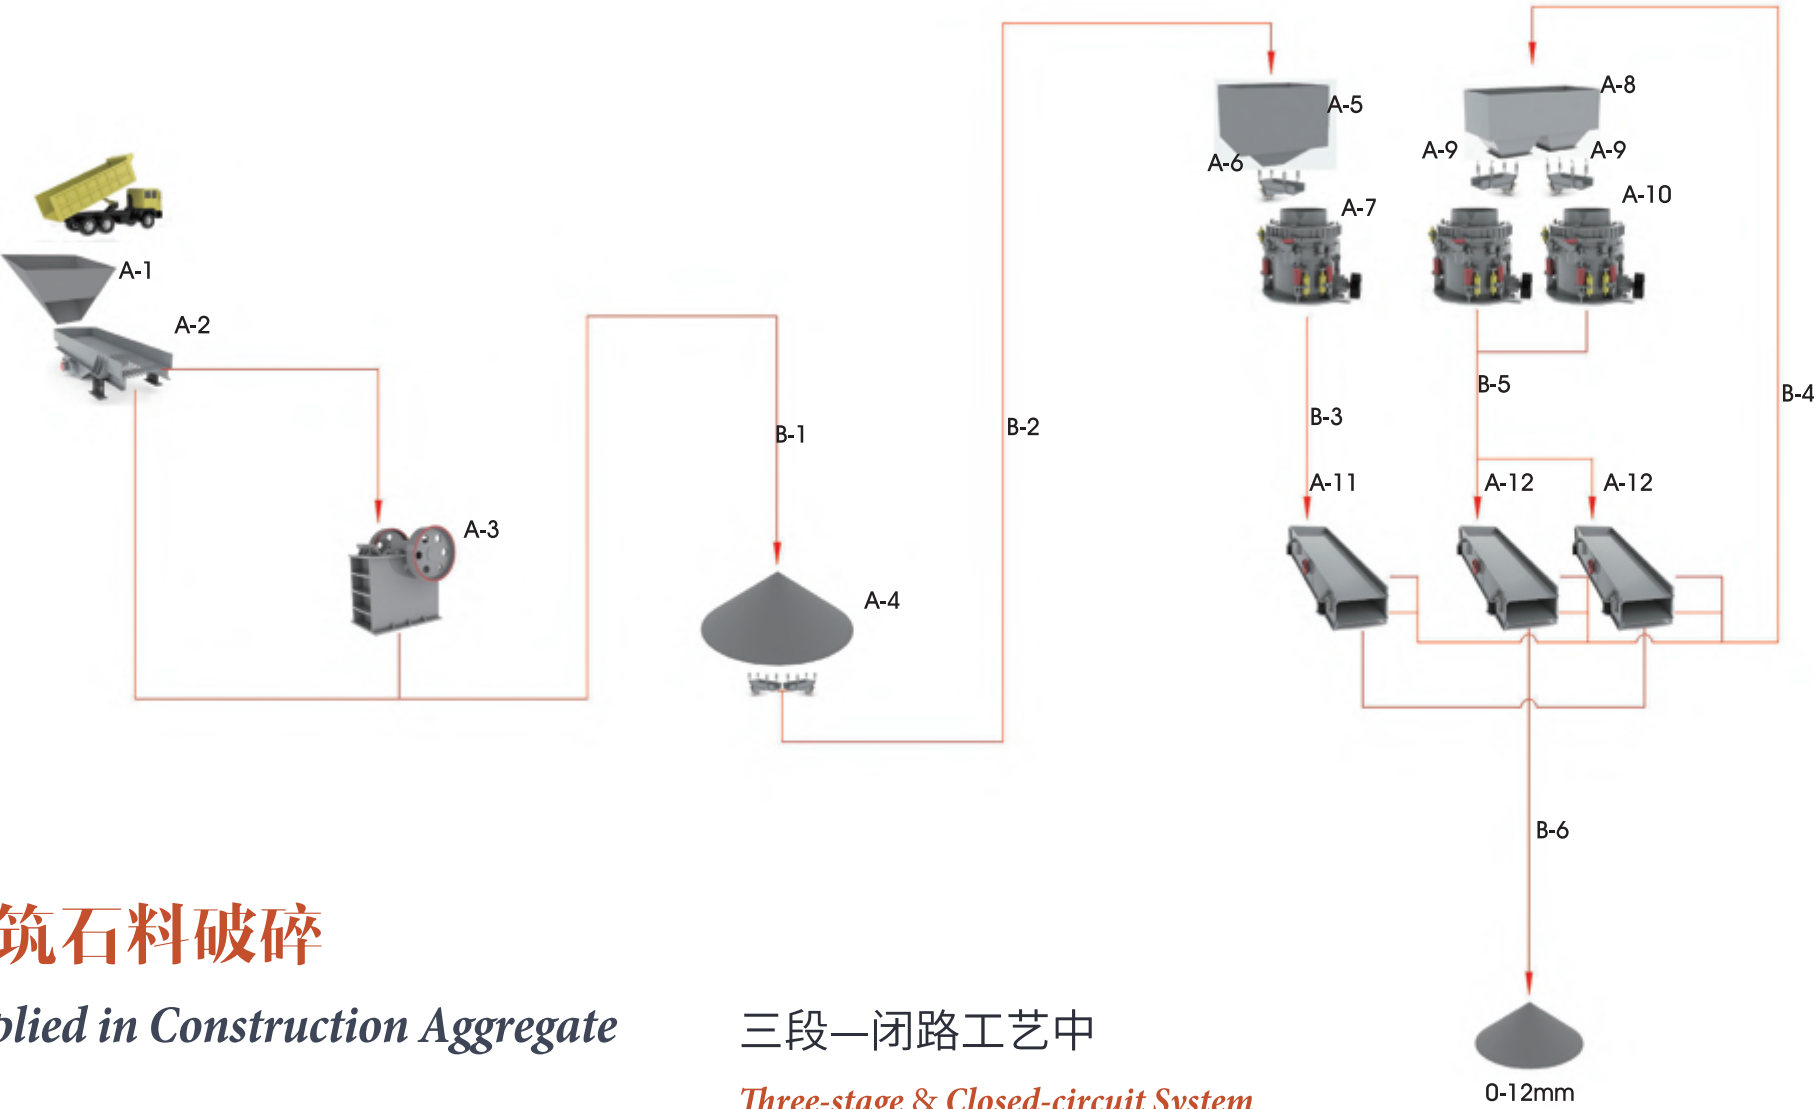 A-1
A-2
A-3
B-1
A-4
B-2
A-5
A-6
A-7
A-8
A-9
A-9
A-10
B-3
B-5
B-4
A-11
A-12
A-12
B-6
0-12mm
筑石料破碎
plied in Construction Aggregate
三段—闭路工艺中
Three-stage & Closed-circuit System